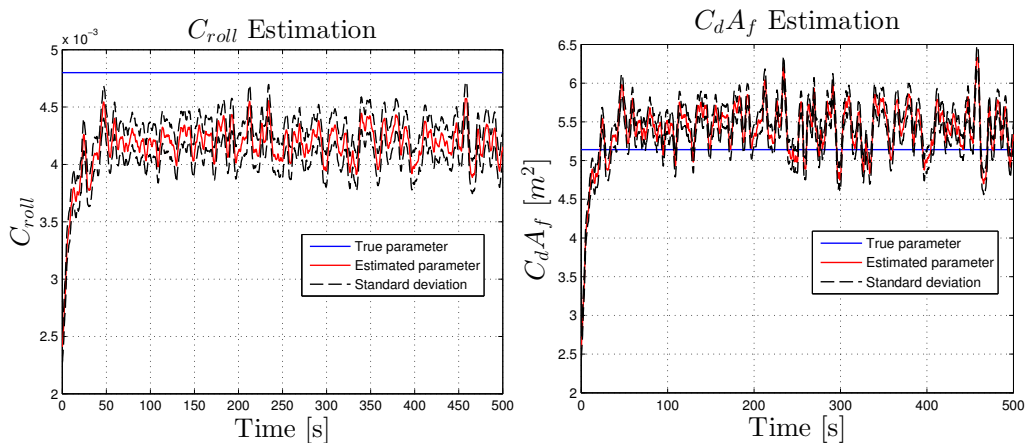 C_roll Estimation
x 10⁻³
5
4.5
4
3.5
3
2.5
2
0 50 100 150 200 250 300 350 400 450 500
C_roll
Time [s]
True parameter
Estimated parameter
Standard deviation
C_dA_f Estimation
6.5
6
5.5
5
4.5
4
3.5
3
2.5
2
0 100 200 300 400 500
C_dA_f [m²]
Time [s]
True parameter
Estimated parameter
Standard deviation